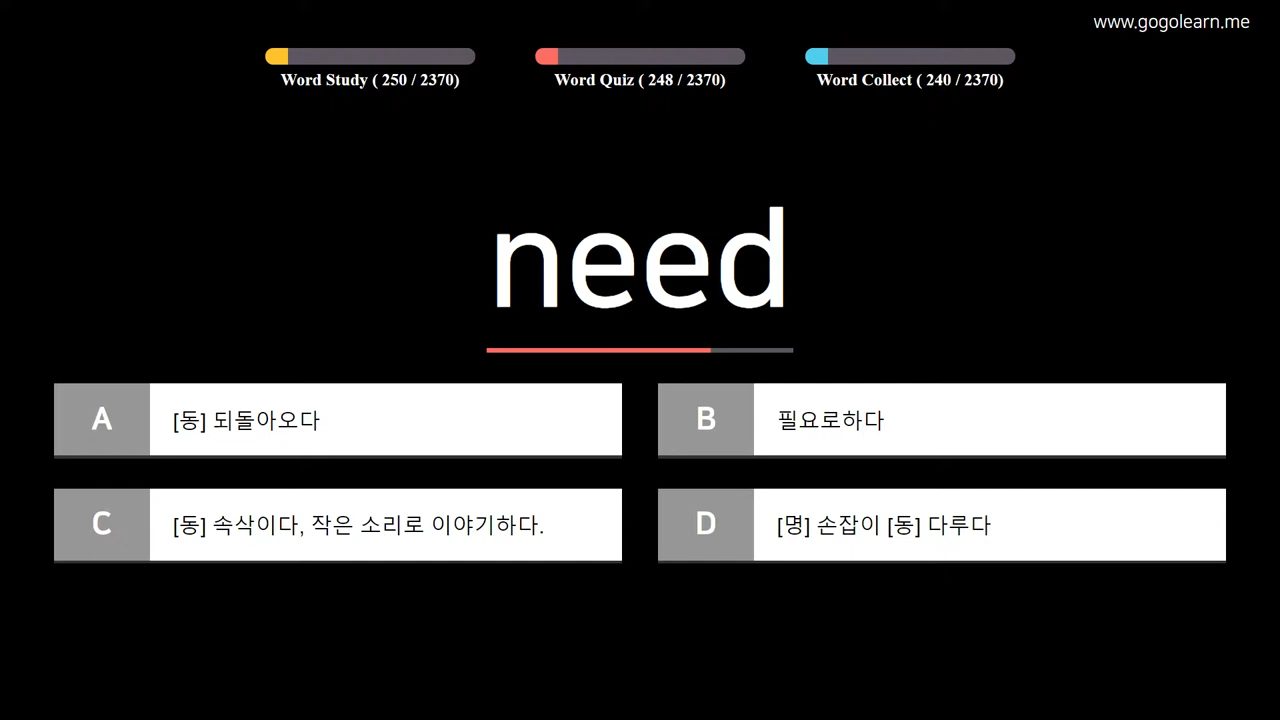 www.gogolearn.me
Word Study ( 250 / 2370)
Word Quiz ( 248 / 2370)
Word Collect ( 240 / 2370)
need
A
[동] 되돌아오다
B
필요로하다
C
[동] 속삭이다, 작은 소리로 이야기하다.
D
[명] 손잡이 [동] 다루다